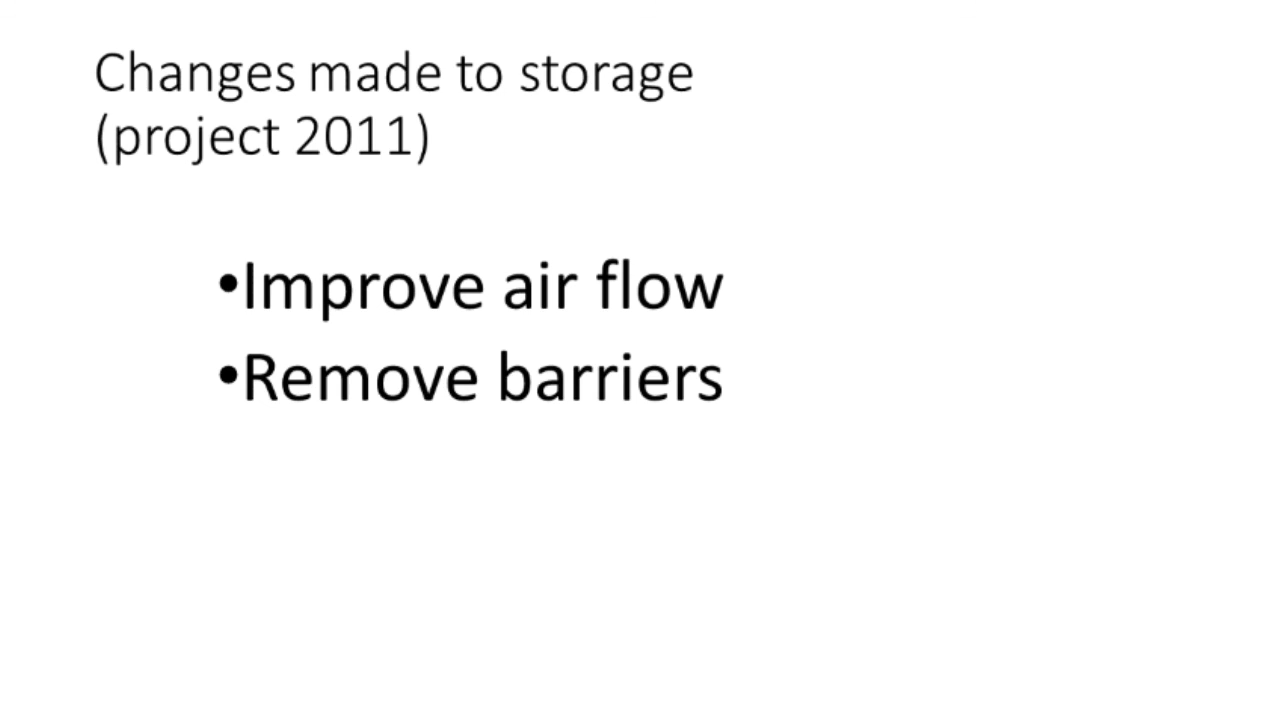 Changes made to storage
(project 2011)
•Improve air flow
•Remove barriers